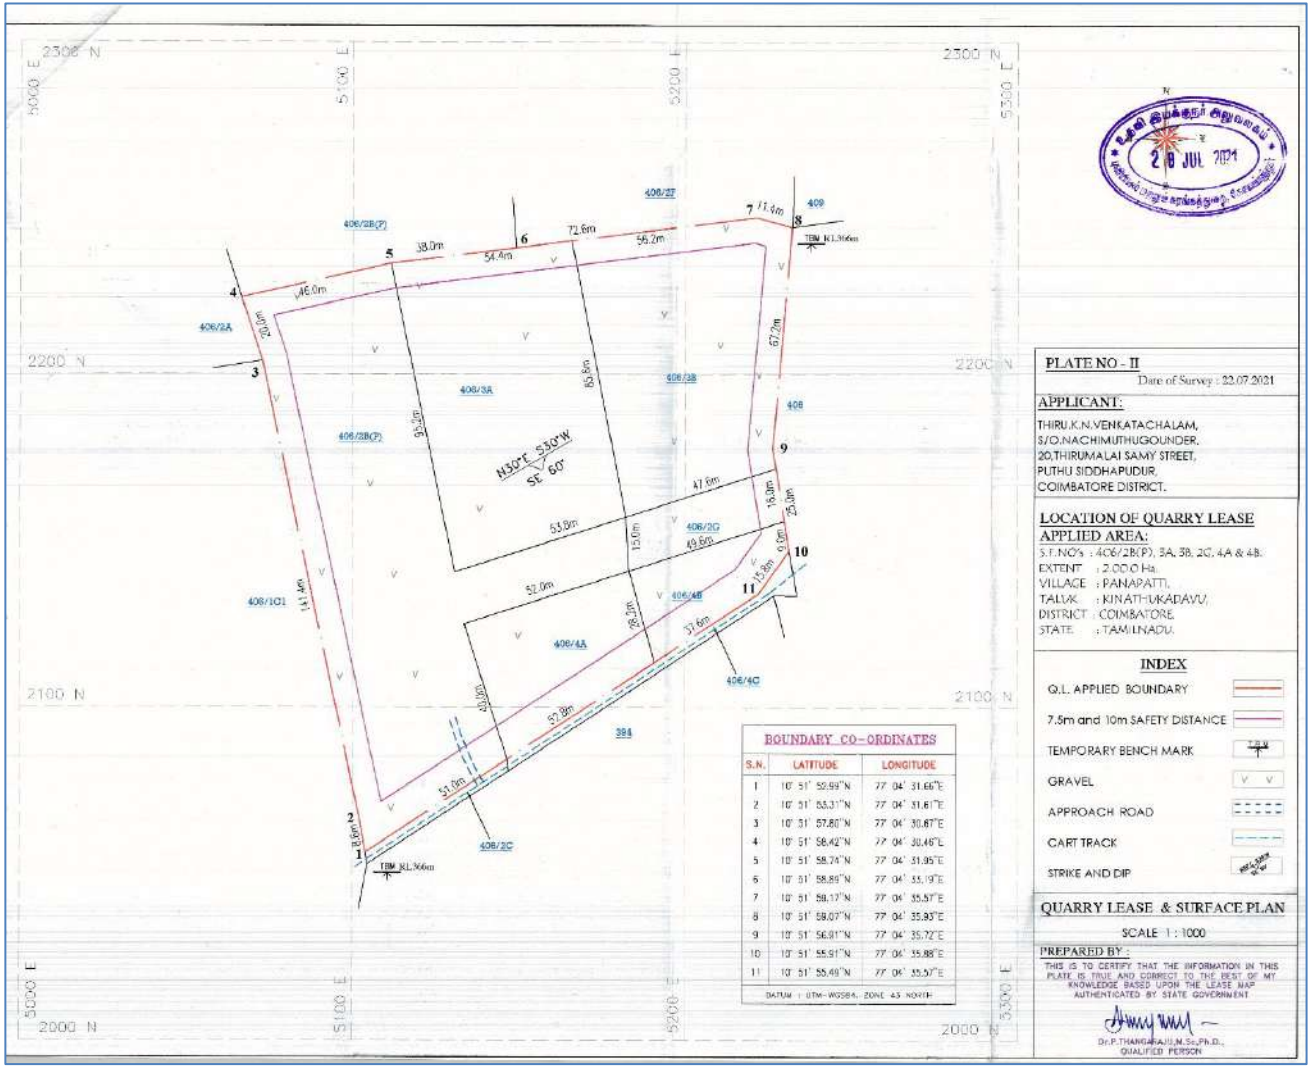 2300 N
5000 E
5100 E
5200 E
2300 N
5300 E
N
உதவி இயக்குநர் அலுவலகம்
28 JUL 2021
406/2F
406/2B(P)
7
11.4m
8
409
TBM RL366m
5
38.0m
6
54.4m
72.6m
56.2m
4
46.0m
406/2A
20.0m
3
2200 N
2200 N
67.2m
85.8m
95.2m
406/3A
406/3B
406
406/2B(P)
N30°E S30°W
SE 60°
9
47.6m
16.0m
25.0m
53.8m
15.0m
406/2G
49.6m
9.0m
10
15.8m
11
52.0m
406/4B
28.2m
37.6m
406/1C1
141.4m
406/4A
406/4C
40.0m
2100 N
2100 N
52.8m
394
51.0m
406/2C
2
8.6m
1
TBM RL366m
5000 E
5100 E
5200 E
5300 E
2000 N
2000 N
BOUNDARY CO-ORDINATES
S.N. LATITUDE LONGITUDE
1 10° 51' 52.99"N 77° 04' 31.66"E
2 10° 51' 53.31"N 77° 04' 31.61"E
3 10° 51' 57.80"N 77° 04' 30.67"E
4 10° 51' 58.42"N 77° 04' 30.46"E
5 10° 51' 58.74"N 77° 04' 31.95"E
6 10° 51' 58.89"N 77° 04' 33.19"E
7 10° 51' 59.17"N 77° 04' 35.57"E
8 10° 51' 59.07"N 77° 04' 35.93"E
9 10° 51' 56.91"N 77° 04' 35.72"E
10 10° 51' 55.91"N 77° 04' 35.88"E
11 10° 51' 55.49"N 77° 04' 35.57"E
DATUM : UTM-WGS84, ZONE 43 NORTH
PLATE NO - II
Date of Survey : 22.07.2021
APPLICANT:
THIRU.K.N.VENKATACHALAM,
S/O.NACHIMUTHUGOUNDER,
20,THIRUMALAI SAMY STREET,
PUTHU SIDDHAPUDUR,
COIMBATORE DISTRICT.
LOCATION OF QUARRY LEASE
APPLIED AREA:
S.F.NO's : 406/2B(P), 3A, 3B, 2G, 4A & 4B.
EXTENT : 2.00.0 Ha.
VILLAGE : PANAPATTI,
TALUK : KINATHUKADAVU,
DISTRICT : COIMBATORE
STATE : TAMILNADU.
INDEX
Q.L. APPLIED BOUNDARY
7.5m and 10m SAFETY DISTANCE
TEMPORARY BENCH MARK
T.B.M
GRAVEL
V V
APPROACH ROAD
CART TRACK
STRIKE AND DIP
QUARRY LEASE & SURFACE PLAN
SCALE 1 : 1000
PREPARED BY :
THIS IS TO CERTIFY THAT THE INFORMATION IN THIS
PLATE IS TRUE AND CORRECT TO THE BEST OF MY
KNOWLEDGE BASED UPON THE LEASE MAP
AUTHENTICATED BY STATE GOVERNMENT
Dr.P.THANGARAJU,M.Sc.,Ph.D.,
QUALIFIED PERSON